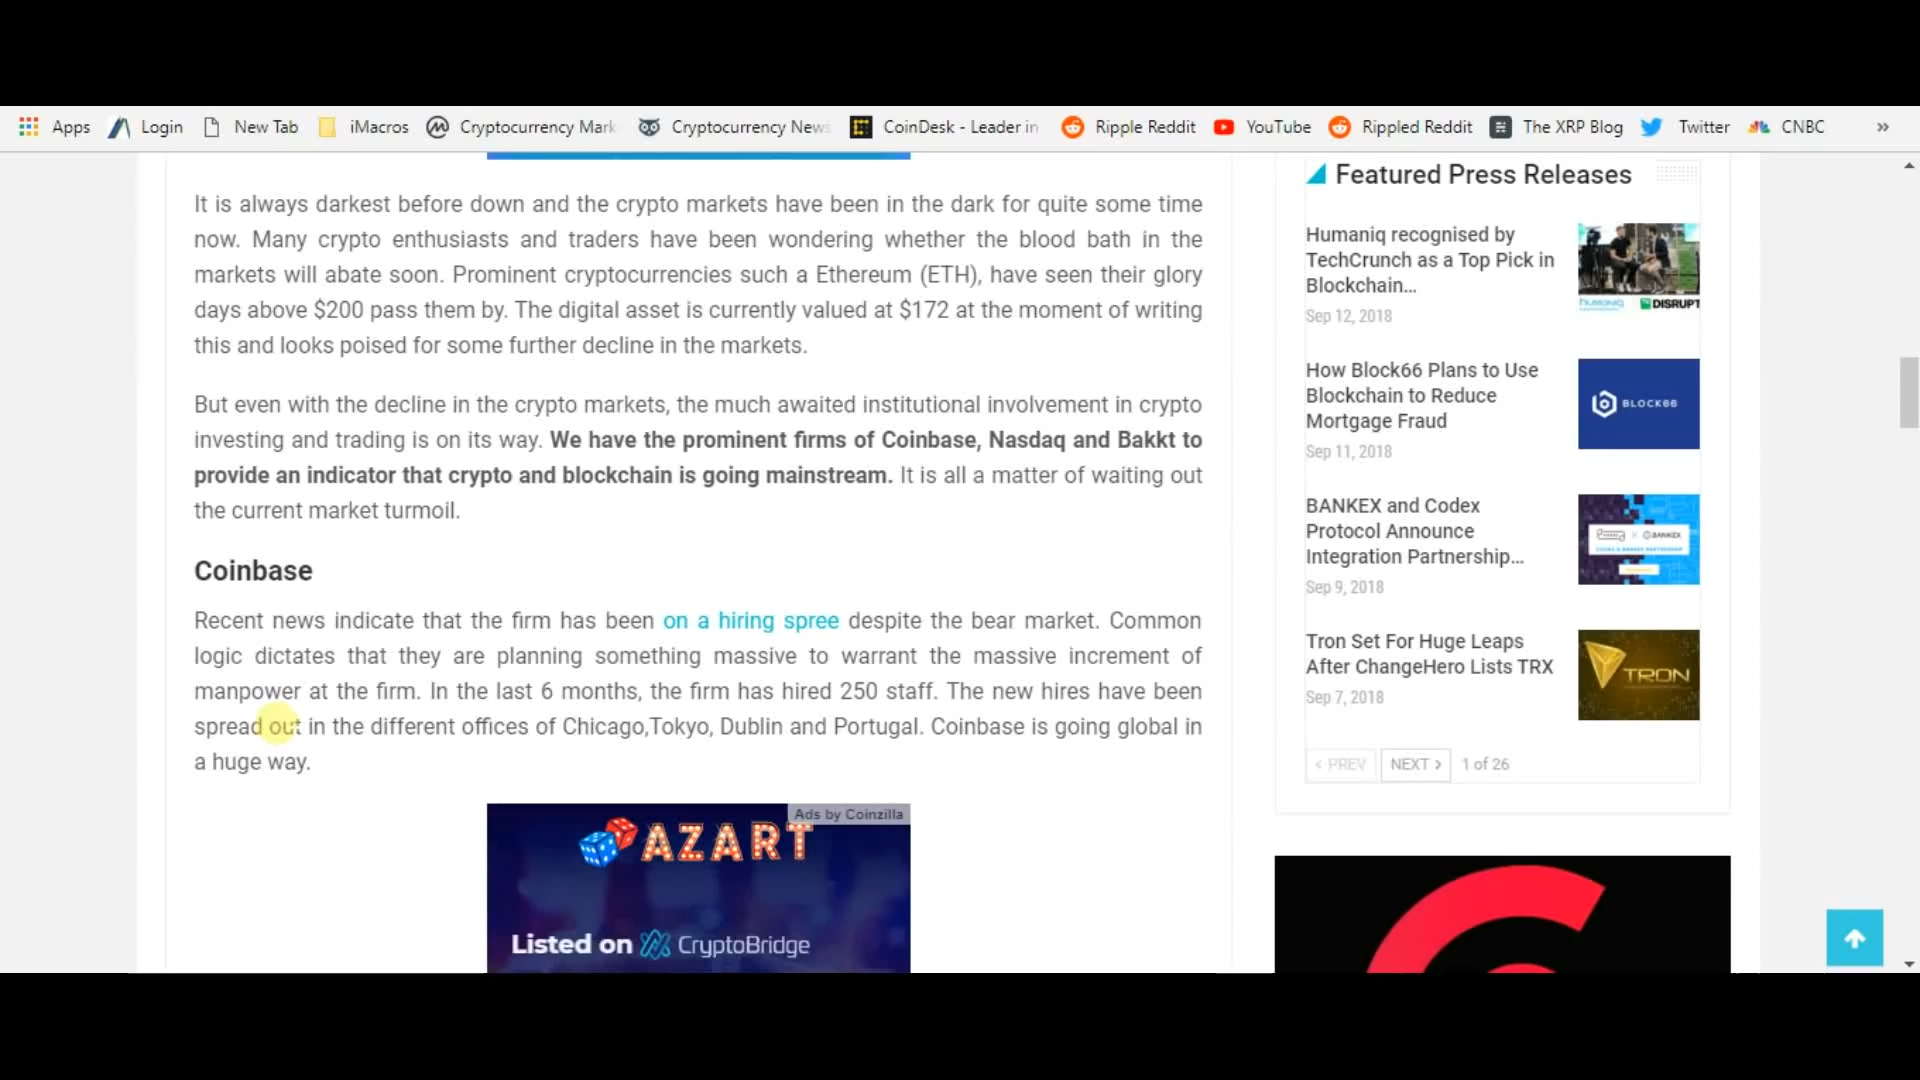 Apps Login New Tab iMacros Cryptocurrency Mark Cryptocurrency News CoinDesk - Leader in Ripple Reddit YouTube Rippled Reddit The XRP Blog Twitter CNBC »
It is always darkest before down and the crypto markets have been in the dark for quite some time
now. Many crypto enthusiasts and traders have been wondering whether the blood bath in the
markets will abate soon. Prominent cryptocurrencies such a Ethereum (ETH), have seen their glory
days above $200 pass them by. The digital asset is currently valued at $172 at the moment of writing
this and looks poised for some further decline in the markets.
But even with the decline in the crypto markets, the much awaited institutional involvement in crypto
investing and trading is on its way. We have the prominent firms of Coinbase, Nasdaq and Bakkt to
provide an indicator that crypto and blockchain is going mainstream. It is all a matter of waiting out
the current market turmoil.
Coinbase
Recent news indicate that the firm has been on a hiring spree despite the bear market. Common
logic dictates that they are planning something massive to warrant the massive increment of
manpower at the firm. In the last 6 months, the firm has hired 250 staff. The new hires have been
spread out in the different offices of Chicago,Tokyo, Dublin and Portugal. Coinbase is going global in
a huge way.
Ads by Coinzilla
AZART
Listed on CryptoBridge
Featured Press Releases
Humaniq recognised by
TechCrunch as a Top Pick in
Blockchain...
Sep 12, 2018
humaniq DISRUPT
How Block66 Plans to Use
Blockchain to Reduce
Mortgage Fraud
Sep 11, 2018
BLOCK66
BANKEX and Codex
Protocol Announce
Integration Partnership...
Sep 9, 2018
BANKEX
Tron Set For Huge Leaps
After ChangeHero Lists TRX
Sep 7, 2018
TRON
< PREV NEXT > 1 of 26